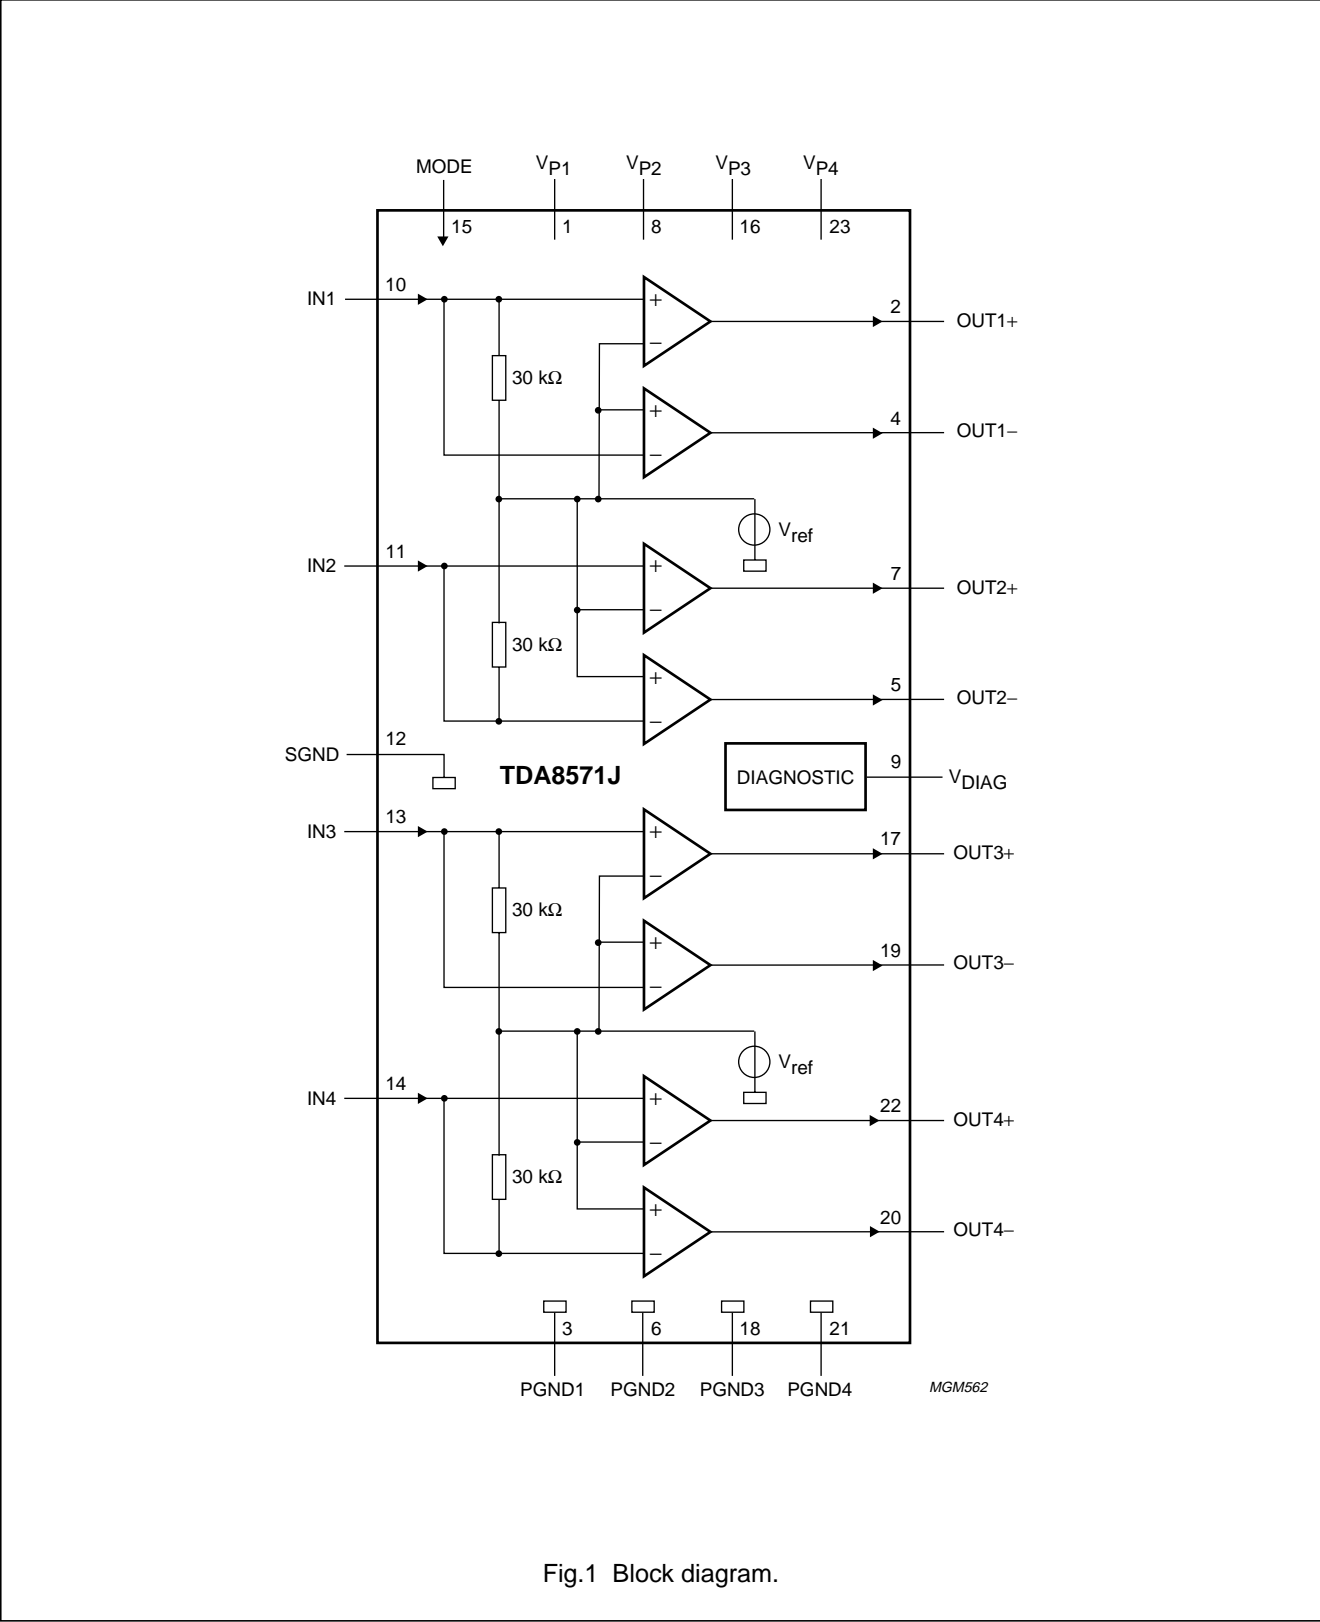 MODE VP1 VP2 VP3 VP4
15 1 8 16 23
IN1 10 + 2 OUT1+
−
30 kΩ
+ 4 OUT1−
−
Vref
IN2 11 + 7 OUT2+
−
30 kΩ
+ 5 OUT2−
−
SGND 12
TDA8571J DIAGNOSTIC 9 VDIAG
IN3 13 + 17 OUT3+
−
30 kΩ
+ 19 OUT3−
−
Vref
IN4 14 + 22 OUT4+
−
30 kΩ
+ 20 OUT4−
−
3 6 18 21
PGND1 PGND2 PGND3 PGND4 MGM562
Fig.1 Block diagram.